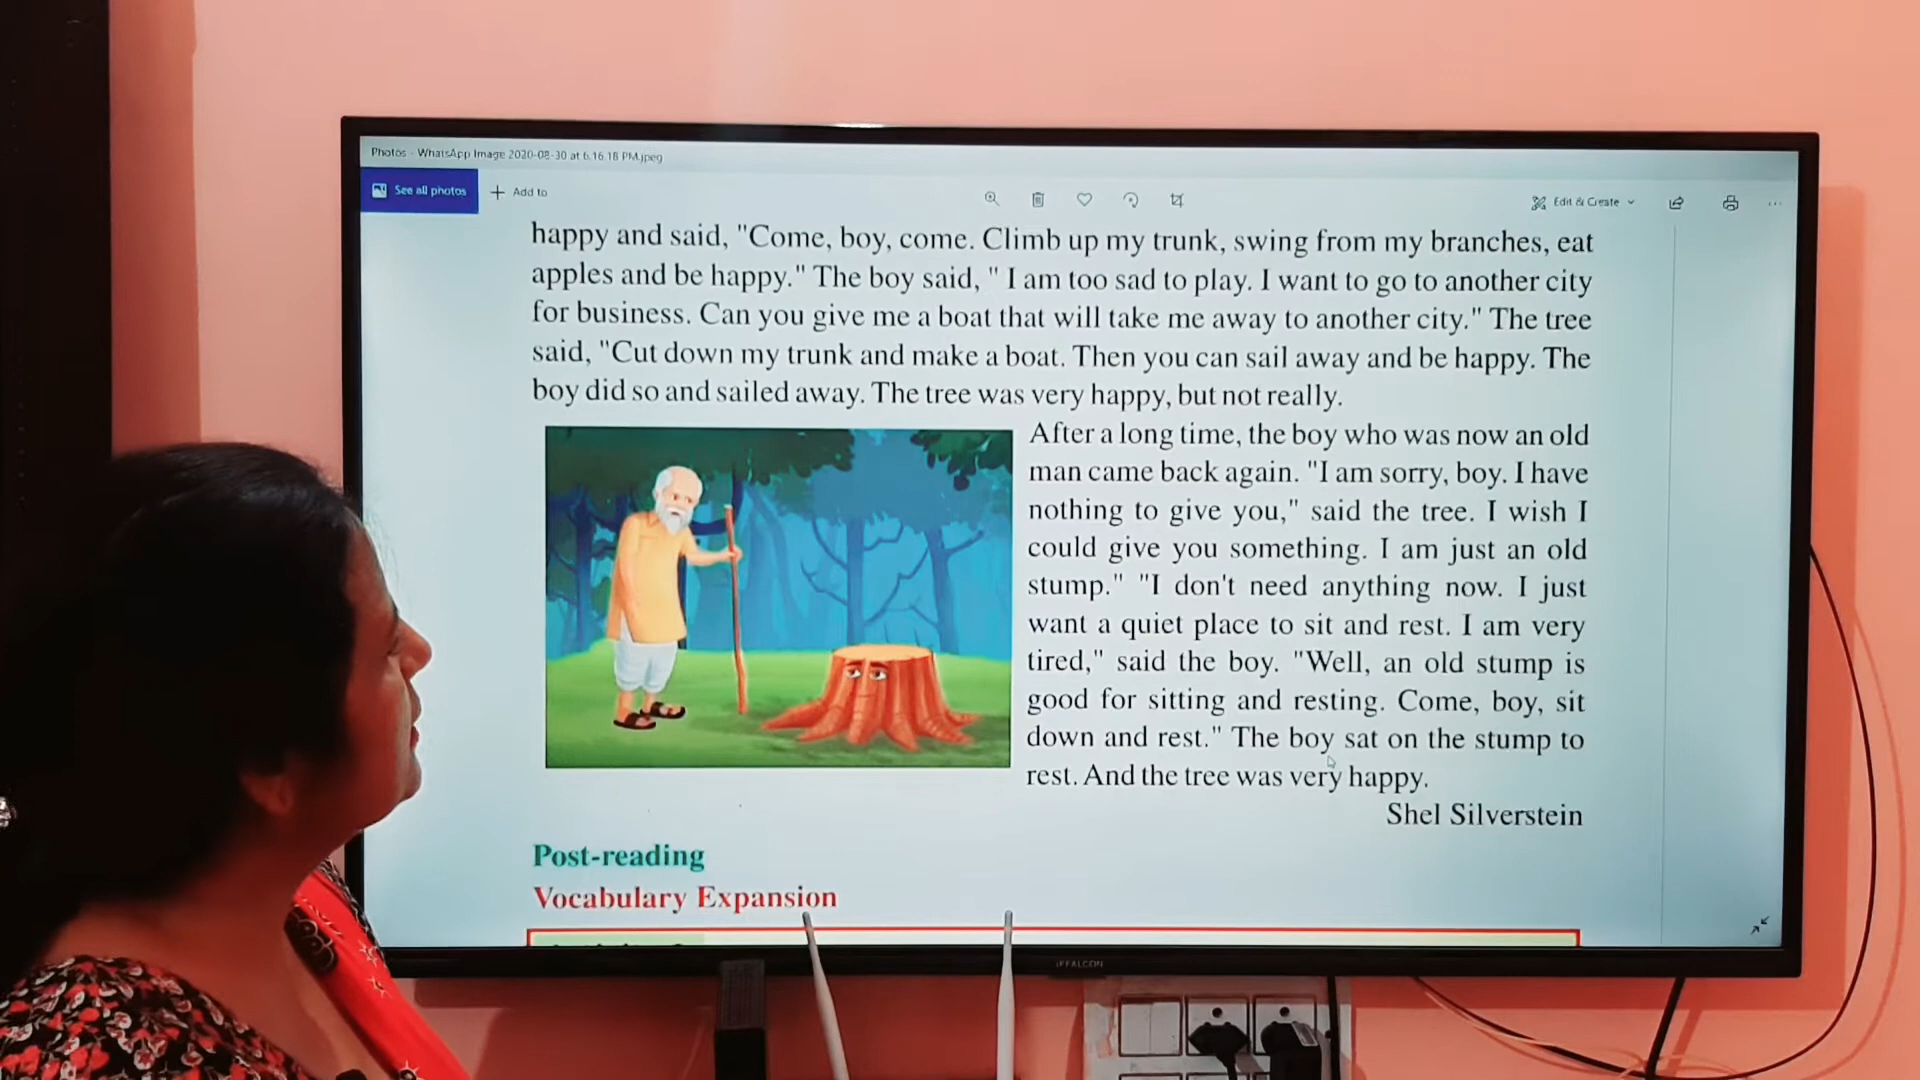 Photos - WhatsApp Image 2020-08-30 at 6.16.18 PM.jpeg
See all photos
Add to
Edit & Create
happy and said, "Come, boy, come. Climb up my trunk, swing from my branches, eat
apples and be happy." The boy said, " I am too sad to play. I want to go to another city
for business. Can you give me a boat that will take me away to another city." The tree
said, "Cut down my trunk and make a boat. Then you can sail away and be happy. The
boy did so and sailed away. The tree was very happy, but not really.
After a long time, the boy who was now an old
man came back again. "I am sorry, boy. I have
nothing to give you," said the tree. I wish I
could give you something. I am just an old
stump." "I don't need anything now. I just
want a quiet place to sit and rest. I am very
tired," said the boy. "Well, an old stump is
good for sitting and resting. Come, boy, sit
down and rest." The boy sat on the stump to
rest. And the tree was very happy.
Shel Silverstein
Post-reading
Vocabulary Expansion
iFFALCON